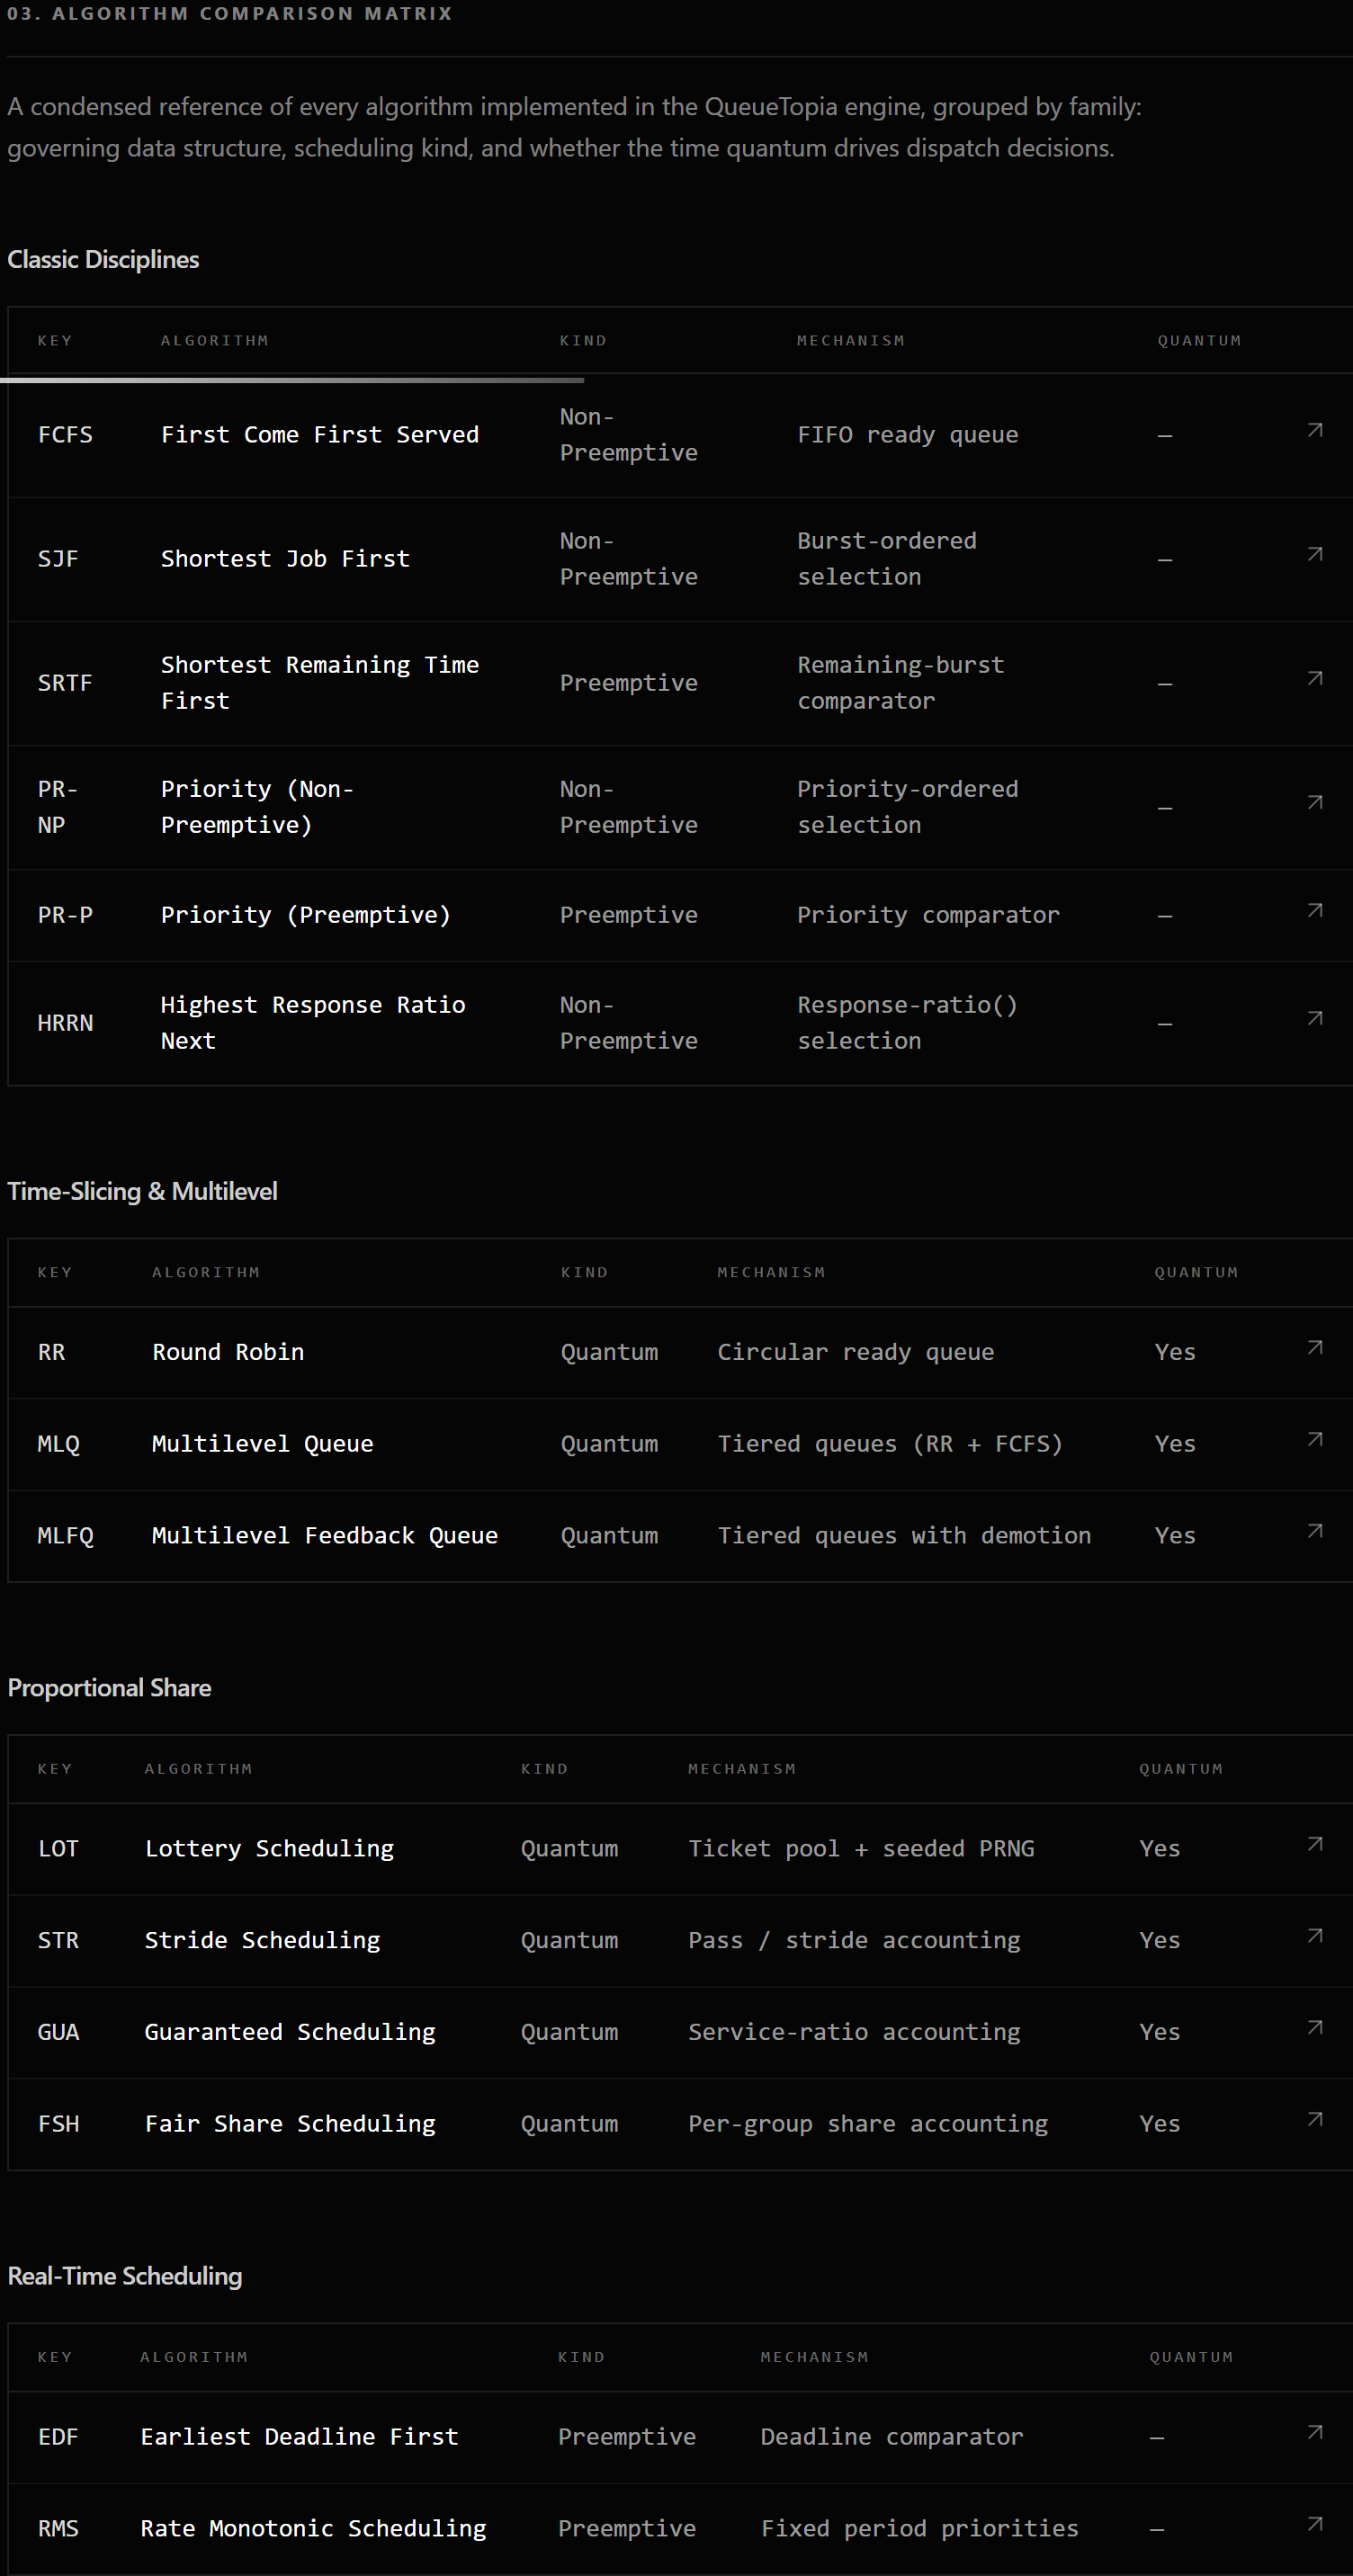 03. ALGORITHM COMPARISON MATRIX
A condensed reference of every algorithm implemented in the QueueTopia engine, grouped by family:
governing data structure, scheduling kind, and whether the time quantum drives dispatch decisions.
Classic Disciplines
KEY ALGORITHM KIND MECHANISM QUANTUM
FCFS First Come First Served Non-Preemptive FIFO ready queue — ↗
SJF Shortest Job First Non-Preemptive Burst-ordered selection — ↗
SRTF Shortest Remaining Time First Preemptive Remaining-burst comparator — ↗
PR-NP Priority (Non-Preemptive) Non-Preemptive Priority-ordered selection — ↗
PR-P Priority (Preemptive) Preemptive Priority comparator — ↗
HRRN Highest Response Ratio Next Non-Preemptive Response-ratio() selection — ↗
Time-Slicing & Multilevel
KEY ALGORITHM KIND MECHANISM QUANTUM
RR Round Robin Quantum Circular ready queue Yes ↗
MLQ Multilevel Queue Quantum Tiered queues (RR + FCFS) Yes ↗
MLFQ Multilevel Feedback Queue Quantum Tiered queues with demotion Yes ↗
Proportional Share
KEY ALGORITHM KIND MECHANISM QUANTUM
LOT Lottery Scheduling Quantum Ticket pool + seeded PRNG Yes ↗
STR Stride Scheduling Quantum Pass / stride accounting Yes ↗
GUA Guaranteed Scheduling Quantum Service-ratio accounting Yes ↗
FSH Fair Share Scheduling Quantum Per-group share accounting Yes ↗
Real-Time Scheduling
KEY ALGORITHM KIND MECHANISM QUANTUM
EDF Earliest Deadline First Preemptive Deadline comparator — ↗
RMS Rate Monotonic Scheduling Preemptive Fixed period priorities — ↗